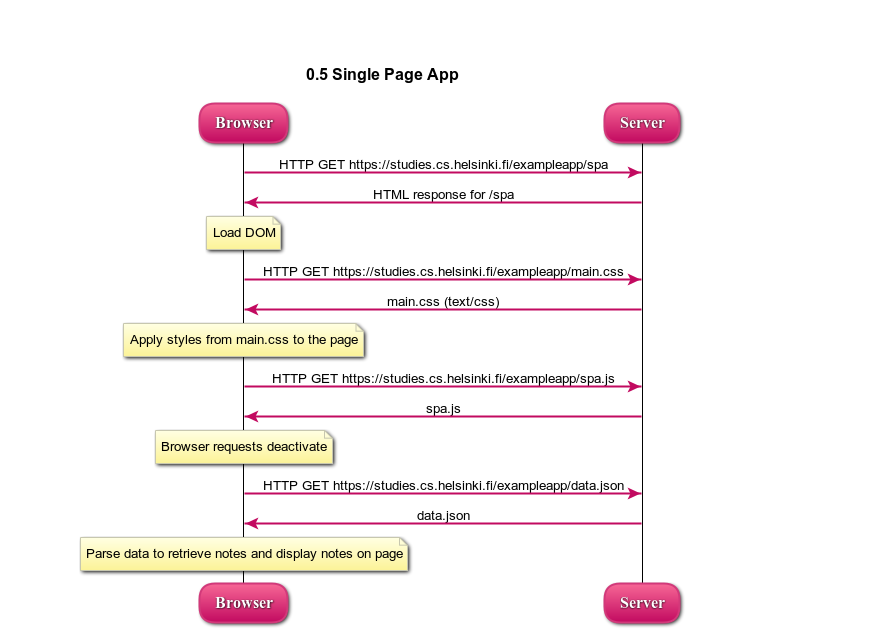 0.5 Single Page App
Browser
Server
HTTP GET https://studies.cs.helsinki.fi/exampleapp/spa
HTML response for /spa
Load DOM
HTTP GET https://studies.cs.helsinki.fi/exampleapp/main.css
main.css (text/css)
Apply styles from main.css to the page
HTTP GET https://studies.cs.helsinki.fi/exampleapp/spa.js
spa.js
Browser requests deactivate
HTTP GET https://studies.cs.helsinki.fi/exampleapp/data.json
data.json
Parse data to retrieve notes and display notes on page
Browser
Server